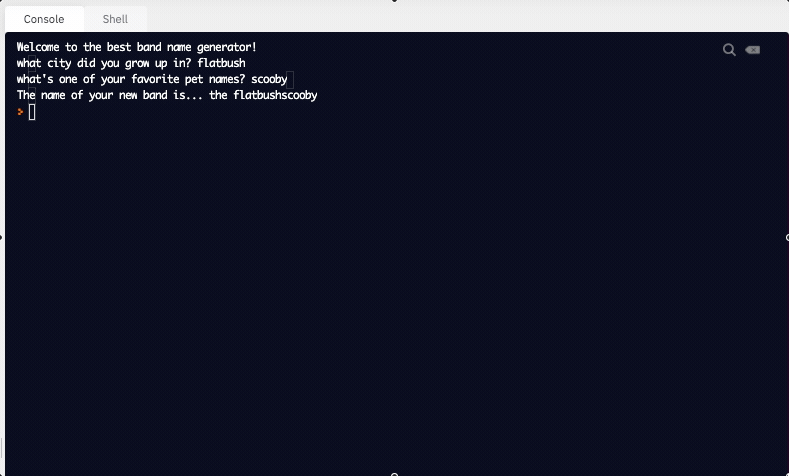 Console Shell
Welcome to the best band name generator!
what city did you grow up in? flatbush
what's one of your favorite pet names? scooby
The name of your new band is... the flatbushscooby
>